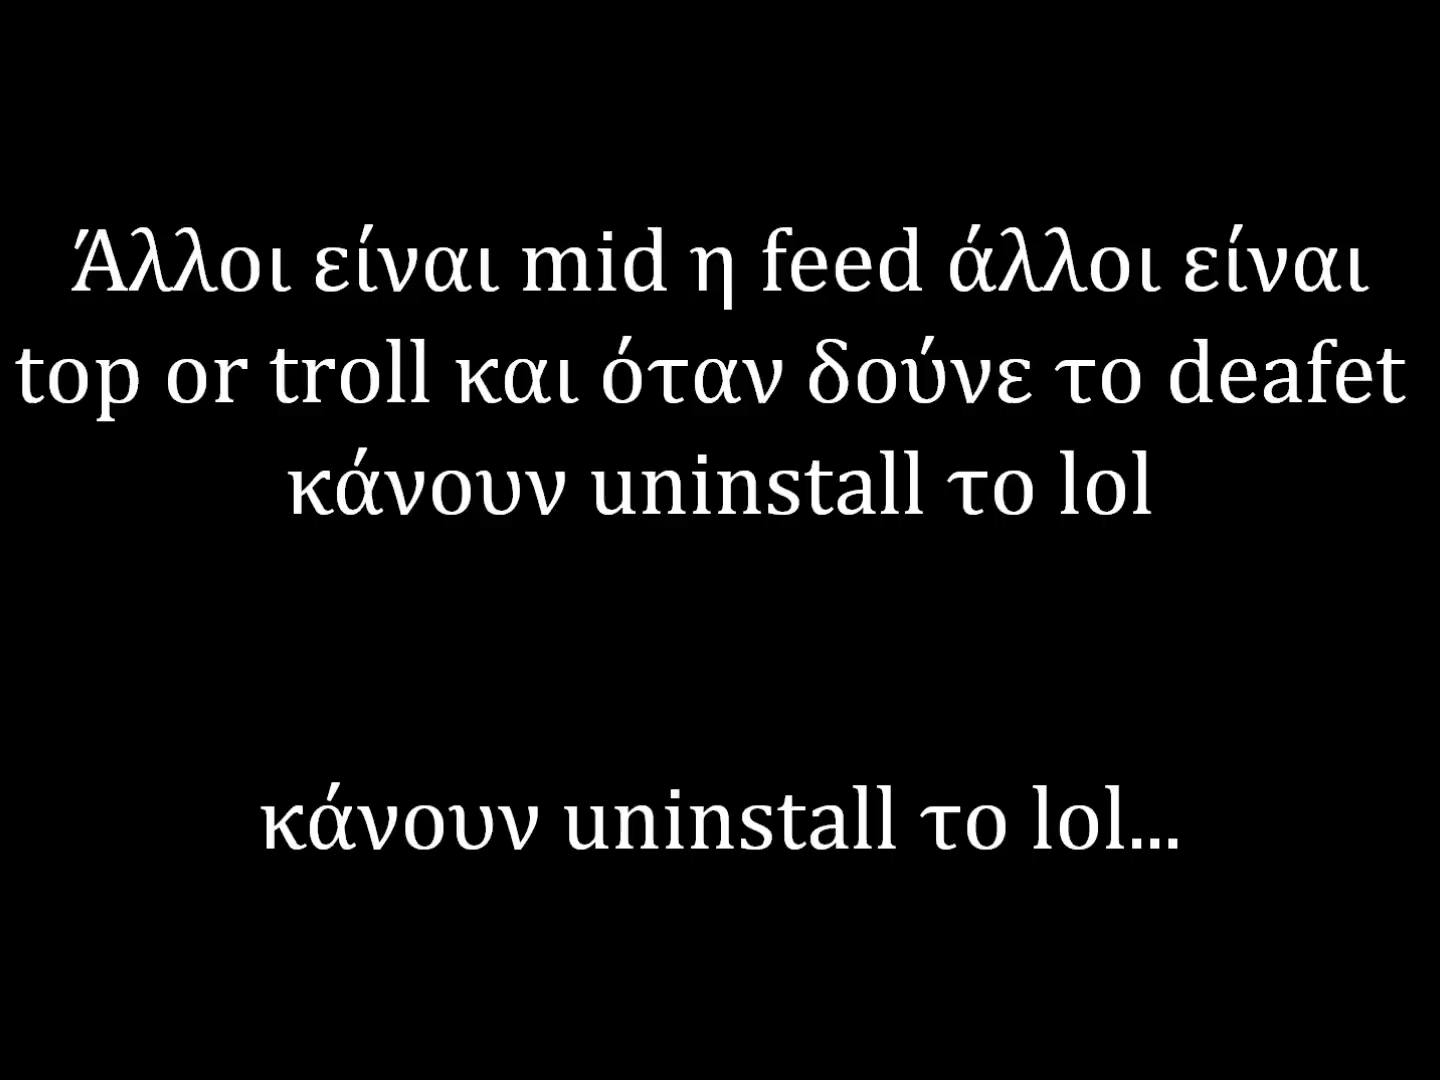 Άλλοι είναι mid η feed άλλοι είναι
top or troll και όταν δούνε το deafet
κάνουν uninstall το lol
κάνουν uninstall το lol...